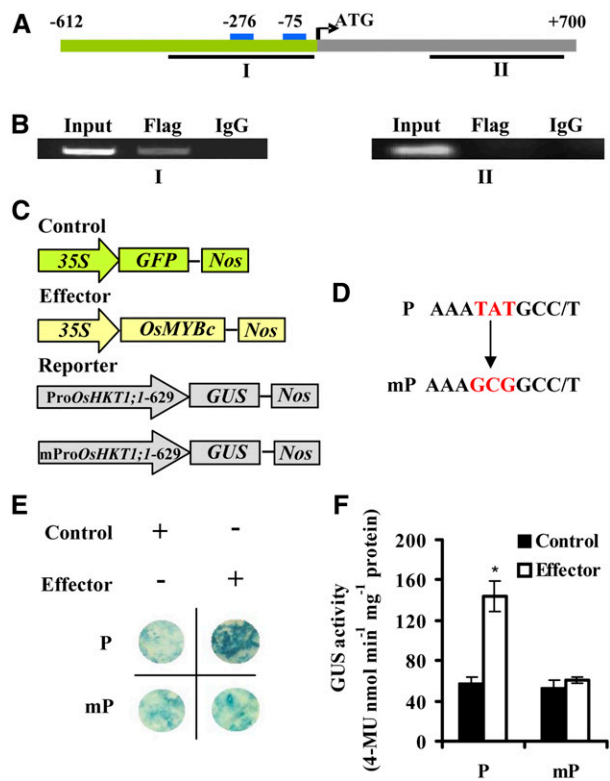 A
-612 -276 -75 ATG +700
I II
B
Input Flag IgG Input Flag IgG
I II
C
Control
35S GFP Nos
Effector
35S OsMYBc Nos
Reporter
ProOsHKT1;1-629 GUS Nos
mProOsHKT1;1-629 GUS Nos
D
P AAATATGCC/T
mP AAAGCGGCC/T
E
Control + -
Effector - +
P
mP
F
GUS activity
(4-MU nmol min⁻¹ mg⁻¹ protein)
200
160
120
80
40
0
Control
Effector
*
P mP